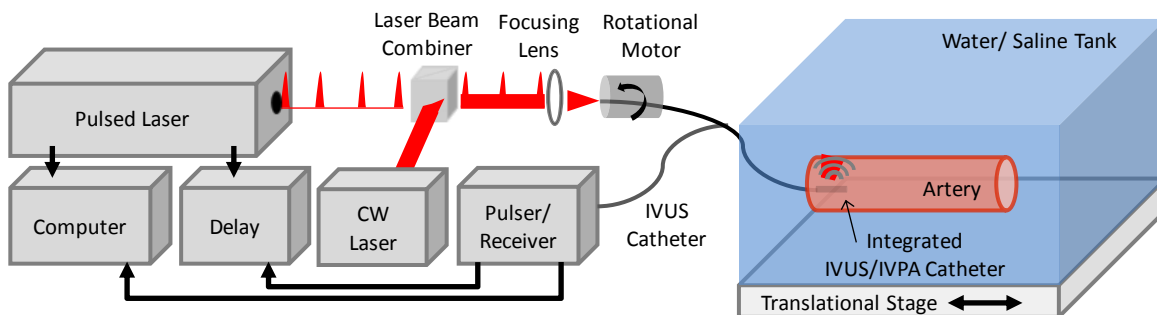 Laser Beam
Combiner
Focusing
Lens
Rotational
Motor
Water/ Saline Tank
Pulsed Laser
Computer
Delay
CW
Laser
Pulser/
Receiver
IVUS
Catheter
Artery
Integrated
IVUS/IVPA Catheter
Translational Stage